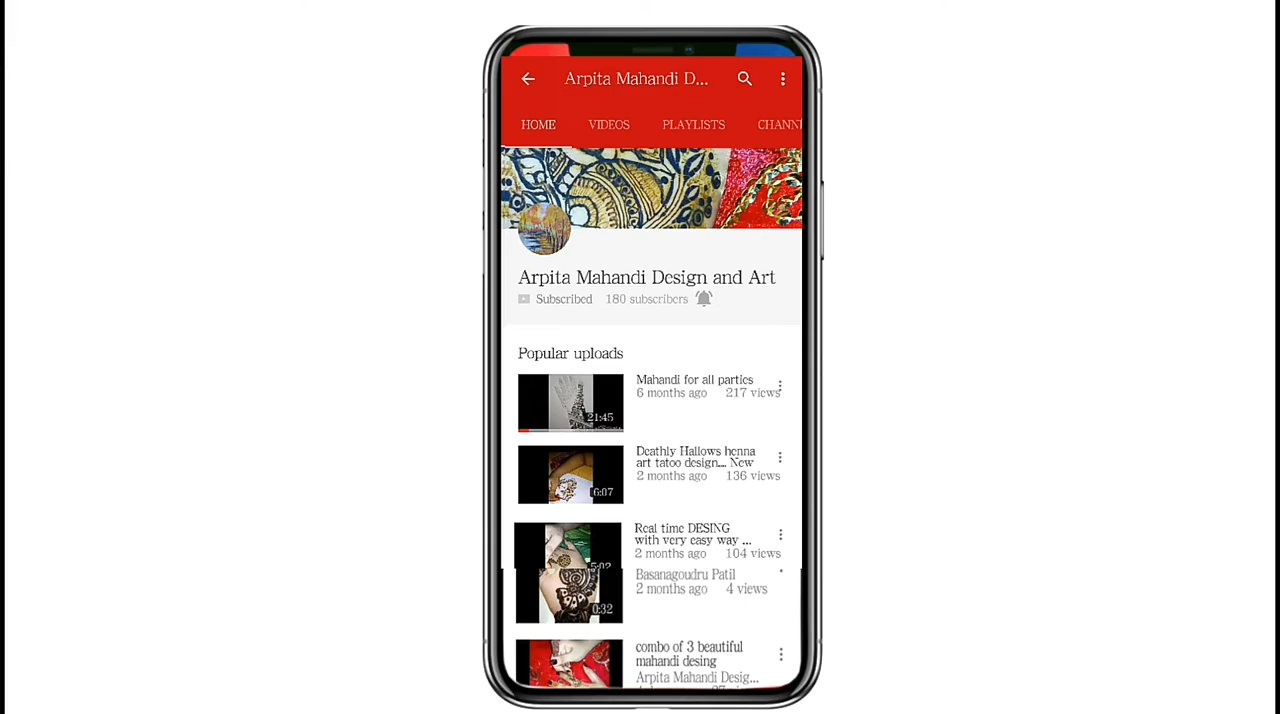 Arpita Mahandi D...
HOME VIDEOS PLAYLISTS CHANN
Arpita Mahandi Design and Art
Subscribed 180 subscribers
Popular uploads
Mahandi for all parties
6 months ago 217 views
21:45
Deathly Hallows henna
art tatoo design.... New
2 months ago 136 views
6:07
Real time DESING
with very easy way ...
2 months ago 104 views
5:02
Basanagoudru Patil
2 months ago 4 views
0:32
combo of 3 beautiful
mahandi desing
Arpita Mahandi Desig...